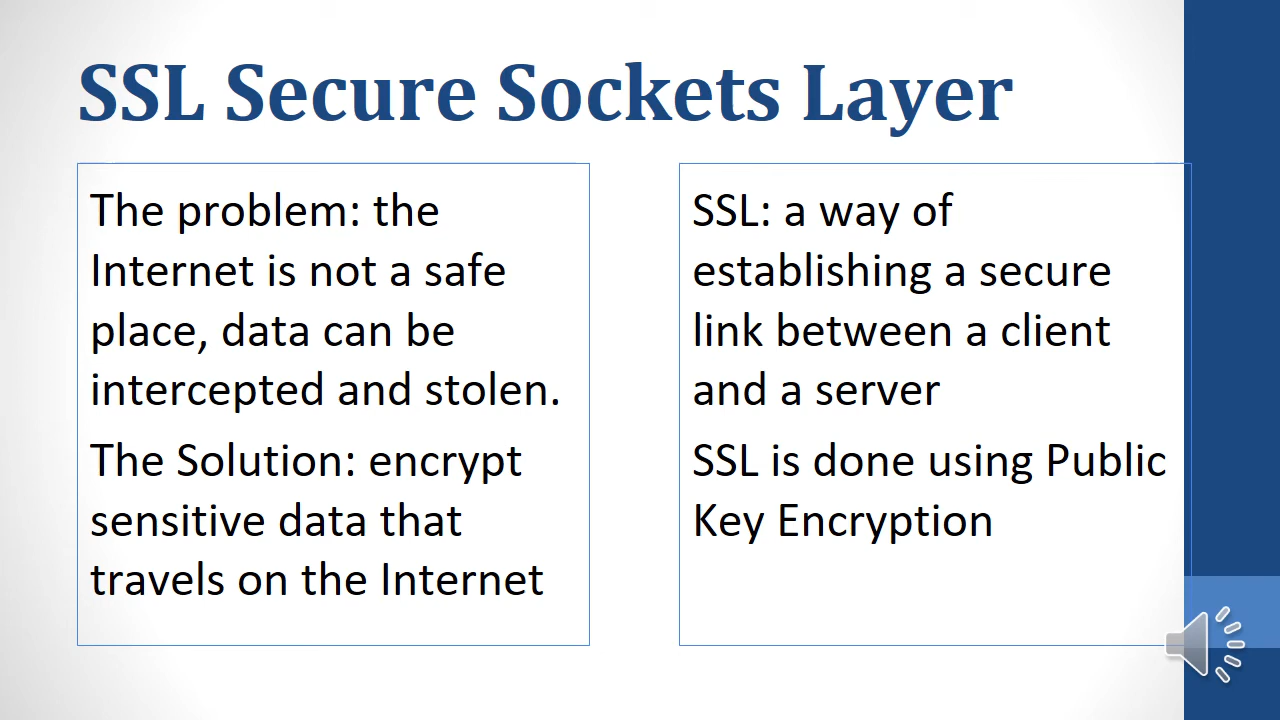 SSL Secure Sockets Layer
The problem: the
Internet is not a safe
place, data can be
intercepted and stolen.
The Solution: encrypt
sensitive data that
travels on the Internet
SSL: a way of
establishing a secure
link between a client
and a server
SSL is done using Public
Key Encryption